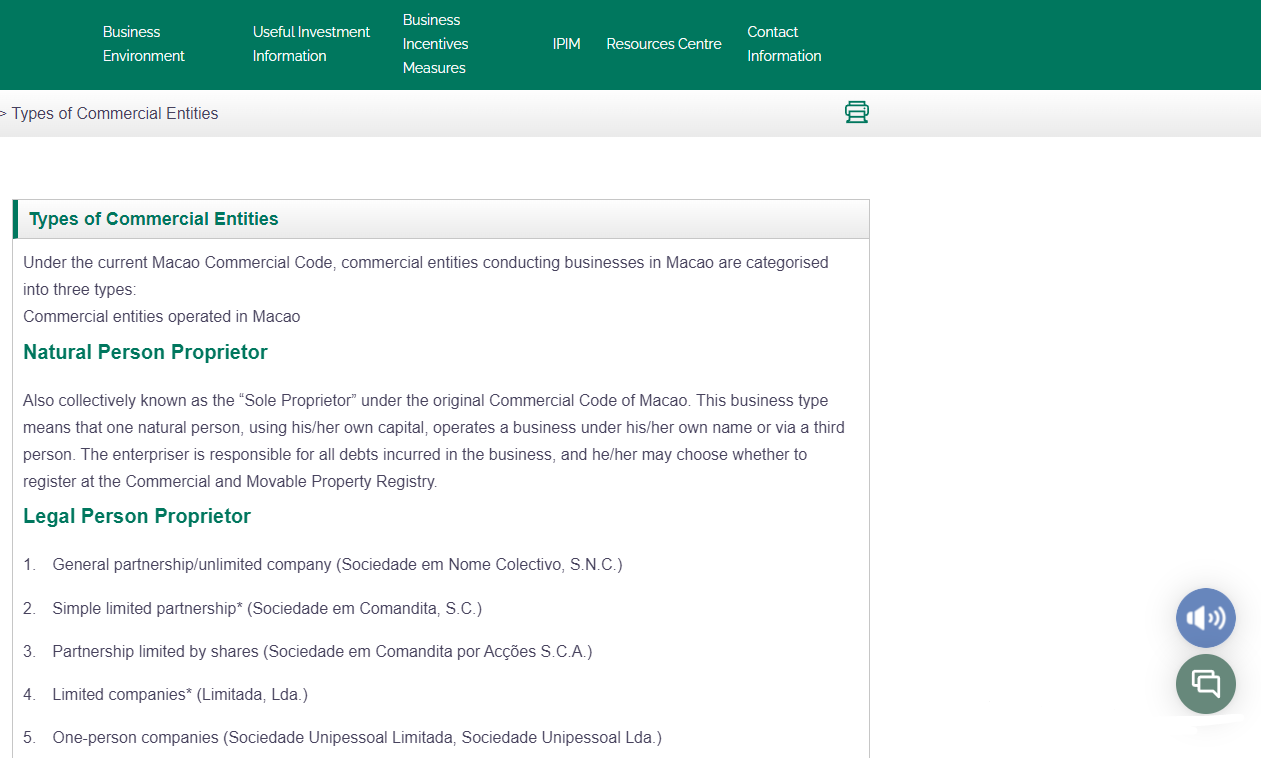 Business
Environment
Useful Investment
Information
Business
Incentives
Measures
IPIM
Resources Centre
Contact
Information
> Types of Commercial Entities
Types of Commercial Entities
Under the current Macao Commercial Code, commercial entities conducting businesses in Macao are categorised
into three types:
Commercial entities operated in Macao
Natural Person Proprietor
Also collectively known as the “Sole Proprietor” under the original Commercial Code of Macao. This business type
means that one natural person, using his/her own capital, operates a business under his/her own name or via a third
person. The enterpriser is responsible for all debts incurred in the business, and he/her may choose whether to
register at the Commercial and Movable Property Registry.
Legal Person Proprietor
1. General partnership/unlimited company (Sociedade em Nome Colectivo, S.N.C.)
2. Simple limited partnership* (Sociedade em Comandita, S.C.)
3. Partnership limited by shares (Sociedade em Comandita por Acções S.C.A.)
4. Limited companies* (Limitada, Lda.)
5. One-person companies (Sociedade Unipessoal Limitada, Sociedade Unipessoal Lda.)